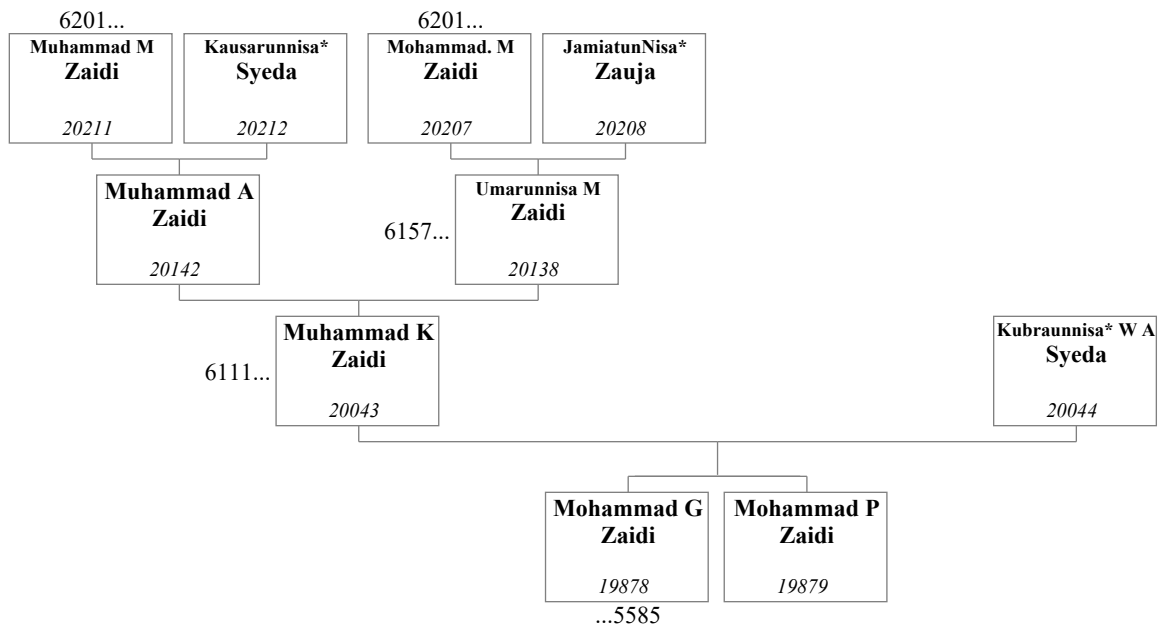 6201...
6201...
Muhammad M
Zaidi
20211
Kausarunnisa*
Syeda
20212
Mohammad. M
Zaidi
20207
JamiatunNisa*
Zauja
20208
Muhammad A
Zaidi
20142
6157...
Umarunnisa M
Zaidi
20138
6111...
Muhammad K
Zaidi
20043
Kubraunnisa* W A
Syeda
20044
Mohammad G
Zaidi
19878
...5585
Mohammad P
Zaidi
19879